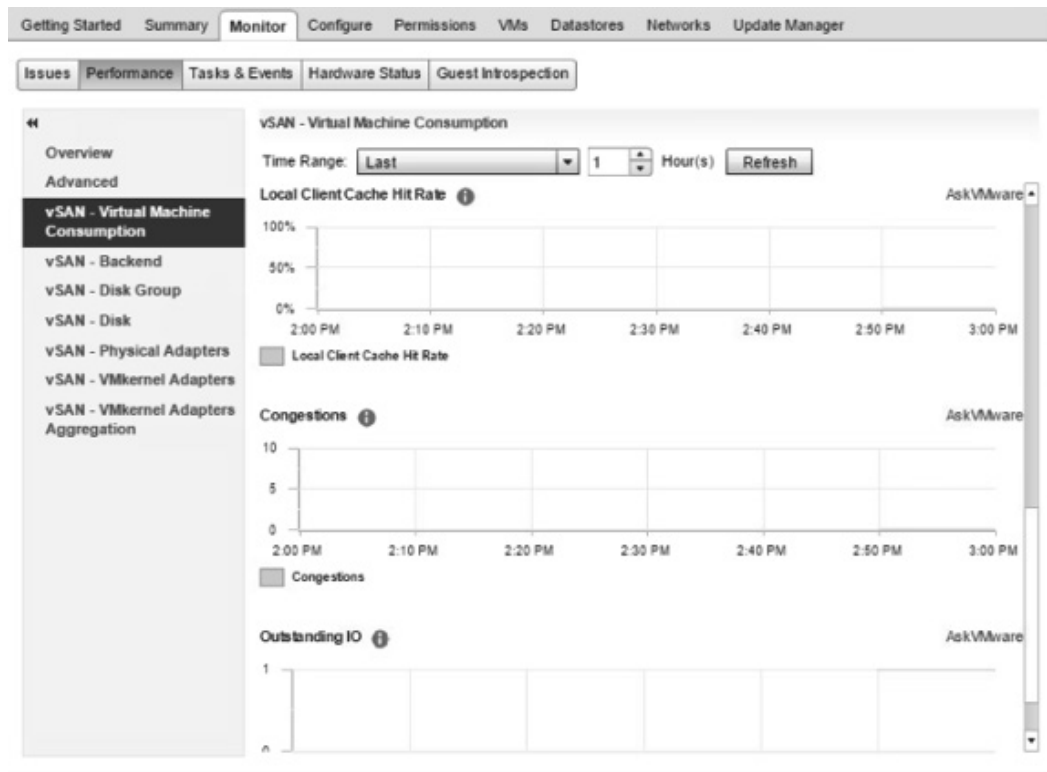 Getting Started Summary Monitor Configure Permissions VMs Datastores Networks Update Manager
Issues Performance Tasks & Events Hardware Status Guest Introspection
Overview
Advanced
vSAN - Virtual Machine
Consumption
vSAN - Backend
vSAN - Disk Group
vSAN - Disk
vSAN - Physical Adapters
vSAN - VMkernel Adapters
vSAN - VMkernel Adapters
Aggregation
vSAN - Virtual Machine Consumption
Time Range: Last 1 Hour(s) Refresh
Local Client Cache Hit Rate AskVMware
100%
50%
0%
2:00 PM 2:10 PM 2:20 PM 2:30 PM 2:40 PM 2:50 PM 3:00 PM
Local Client Cache Hit Rate
Congestions AskVMware
10
5
0
2:00 PM 2:10 PM 2:20 PM 2:30 PM 2:40 PM 2:50 PM 3:00 PM
Congestions
Outstanding IO AskVMware
1
0